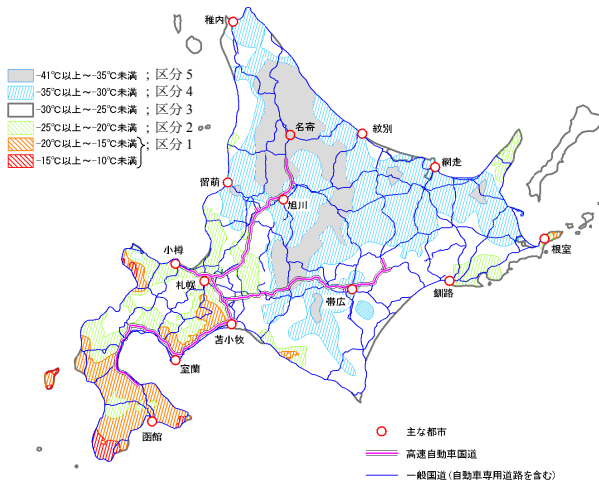 稚内
-41℃以上～-35℃未満 ; 区分 5
-35℃以上～-30℃未満 ; 区分 4
-30℃以上～-25℃未満 ; 区分 3
-25℃以上～-20℃未満 ; 区分 2
-20℃以上～-15℃未満 ; 区分 1
-15℃以上～-10℃未満
名寄
紋別
網走
留萌
旭川
小樽
根室
札幌
釧路
帯広
苫小牧
室蘭
函館
主な都市
高速自動車国道
一般国道(自動車専用道路を含む)